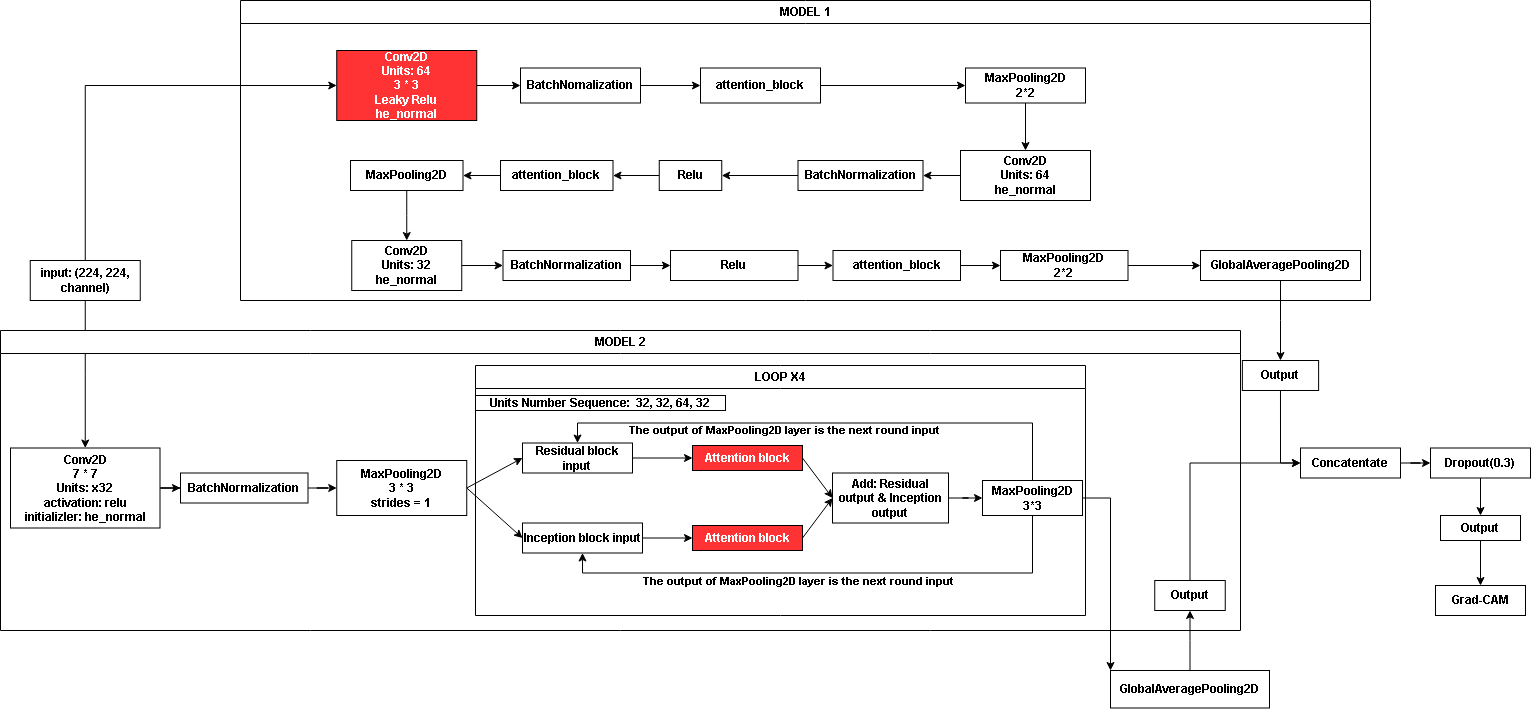 MODEL 1
Conv2D
Units: 64
3 * 3
Leaky Relu
he_normal
BatchNomalization
attention_block
MaxPooling2D
2*2
MaxPooling2D
attention_block
Relu
BatchNormalization
Conv2D
Units: 64
he_normal
Conv2D
Units: 32
he_normal
BatchNormalization
Relu
attention_block
MaxPooling2D
2*2
GlobalAveragePooling2D
input: (224, 224,
channel)
MODEL 2
Output
LOOP X4
Units Number Sequence:  32, 32, 64, 32
The output of MaxPooling2D layer is the next round input
Conv2D
7 * 7
Units: x32
activation: relu
initializler: he_normal
BatchNormalization
MaxPooling2D
3 * 3
strides = 1
Residual block
input
Attention block
Inception block input
Attention block
Add: Residual
output & Inception
output
MaxPooling2D
3*3
The output of MaxPooling2D layer is the next round input
Concatentate
Dropout(0.3)
Output
Grad-CAM
Output
GlobalAveragePooling2D